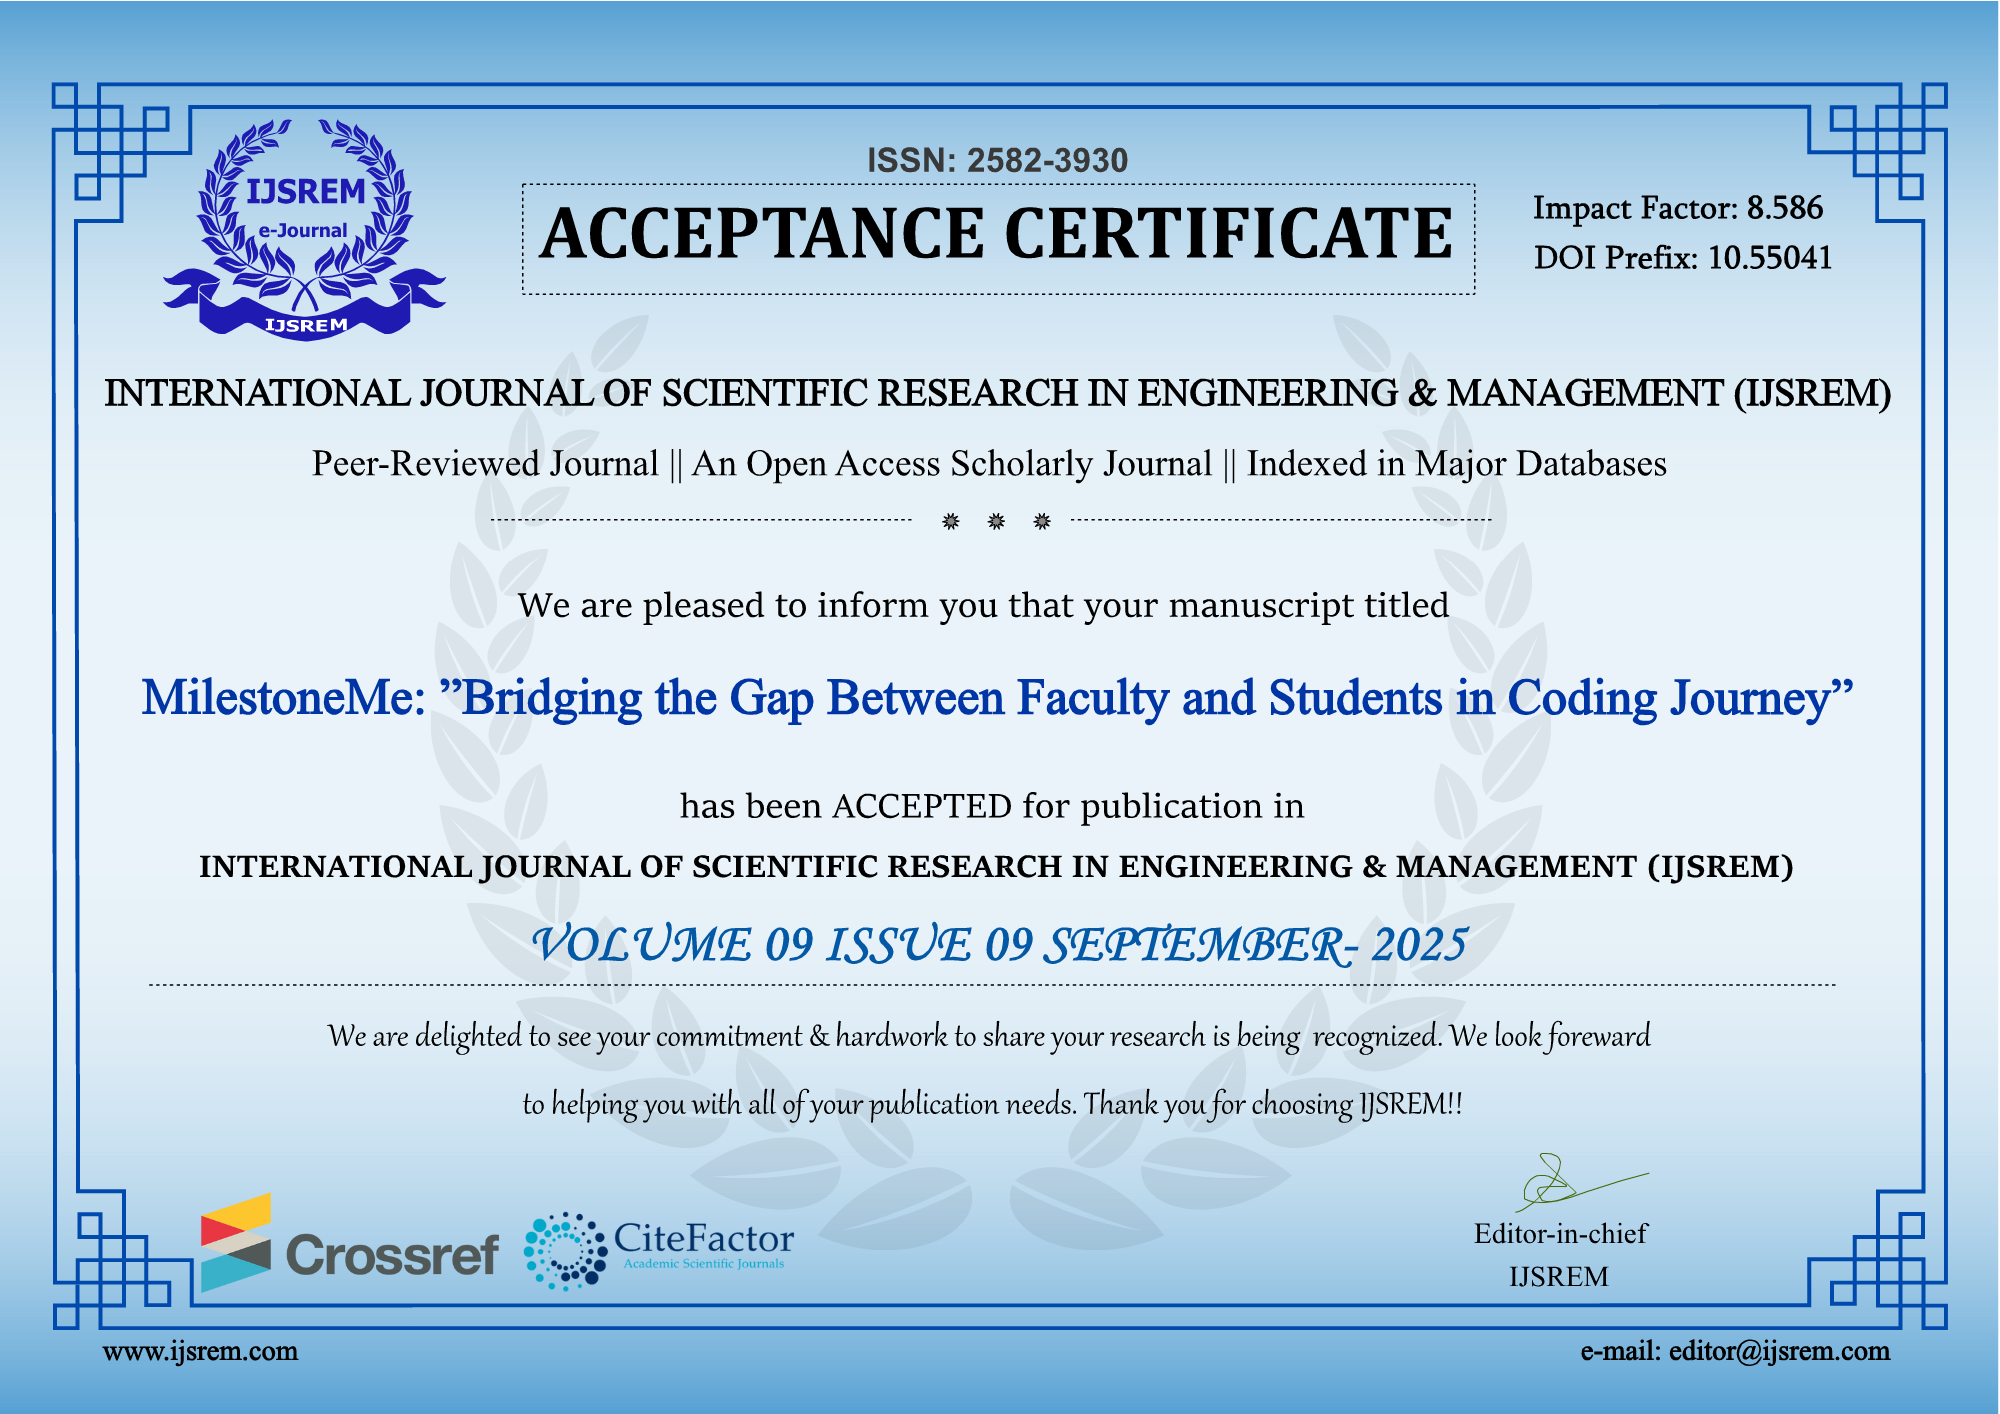 IJSREM
e-Journal
IJSREM
ISSN: 2582-3930
ACCEPTANCE CERTIFICATE
Impact Factor: 8.586
DOI Prefix: 10.55041
INTERNATIONAL JOURNAL OF SCIENTIFIC RESEARCH IN ENGINEERING & MANAGEMENT (IJSREM)
Peer-Reviewed Journal || An Open Access Scholarly Journal || Indexed in Major Databases
We are pleased to inform you that your manuscript titled
MilestoneMe: ”Bridging the Gap Between Faculty and Students in Coding Journey”
has been ACCEPTED for publication in
INTERNATIONAL JOURNAL OF SCIENTIFIC RESEARCH IN ENGINEERING & MANAGEMENT (IJSREM)
VOLUME 09 ISSUE 09 SEPTEMBER- 2025
We are delighted to see your commitment & hardwork to share your research is being recognized. We look foreward
to helping you with all of your publication needs. Thank you for choosing IJSREM!!
Crossref
CiteFactor
Academic Scientific Journals
Editor-in-chief
IJSREM
www.ijsrem.com
e-mail: editor@ijsrem.com